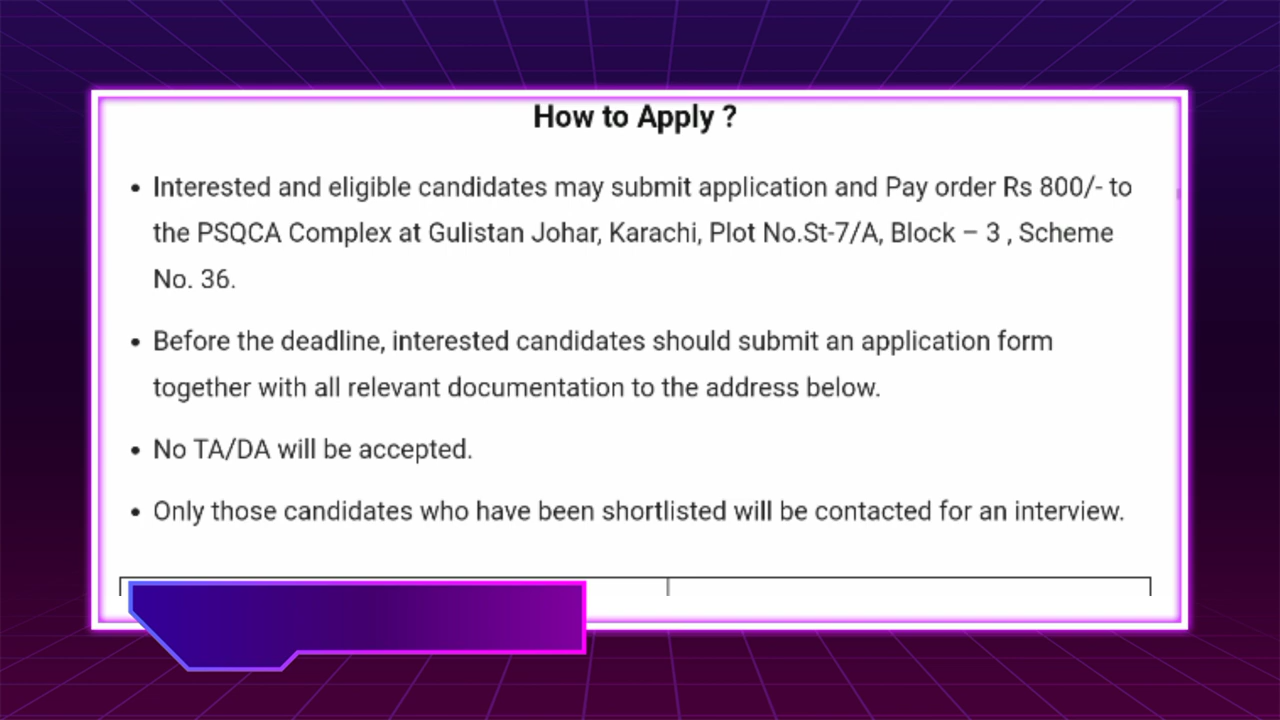 How to Apply ?
• Interested and eligible candidates may submit application and Pay order Rs 800/- to
the PSQCA Complex at Gulistan Johar, Karachi, Plot No.St-7/A, Block – 3 , Scheme
No. 36.
• Before the deadline, interested candidates should submit an application form
together with all relevant documentation to the address below.
• No TA/DA will be accepted.
• Only those candidates who have been shortlisted will be contacted for an interview.